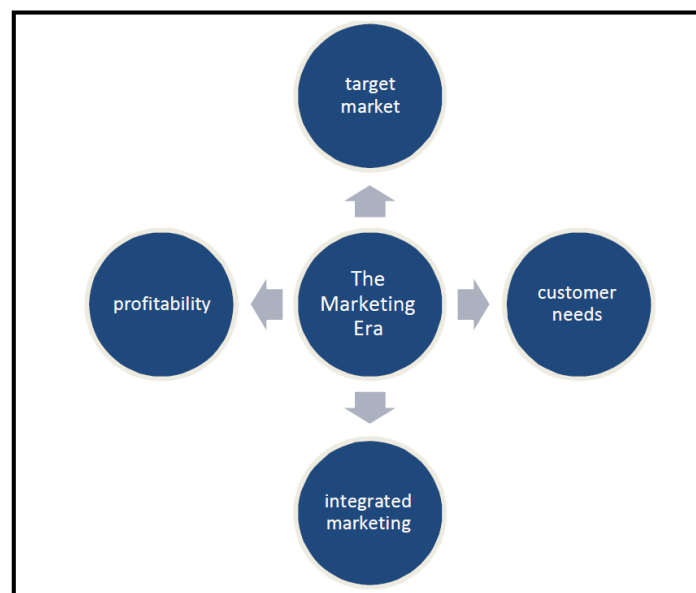 target
market
profitability
The
Marketing
Era
customer
needs
integrated
marketing